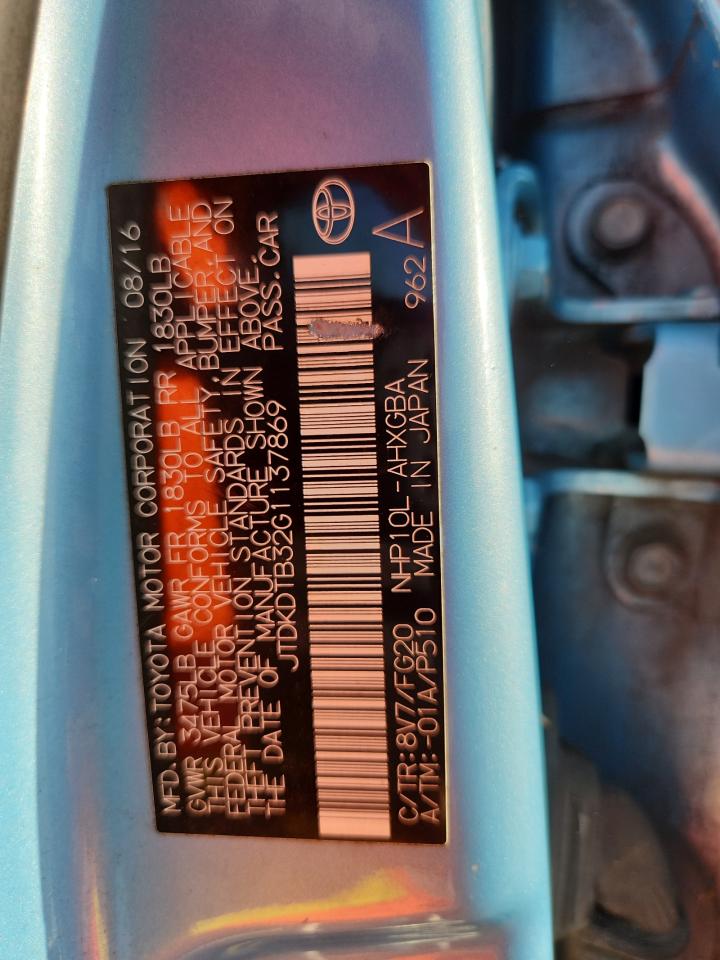 MFD.BY:TOYOTA MOTOR CORPORATION 08/16
GVWR 3475LB GAWR FR 1830LB RR 1830LB
THIS VEHICLE CONFORMS TO ALL APPLICABLE
FEDERAL MOTOR VEHICLE SAFETY,BUMPER,AND
THEFT PREVENTION STANDARDS IN EFFECT ON
THE DATE OF MANUFACTURE SHOWN ABOVE.
JTDKDTB32G1137869 PASS.CAR
C/TR:8V7/FG20 NHP10L-AHXGBA 962A
A/TM:-01A/P510 MADE IN JAPAN